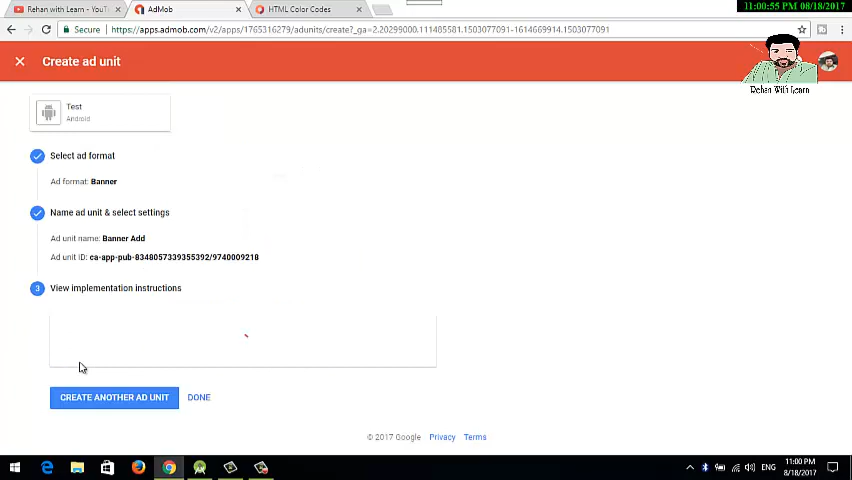 11:00:55 PM 08/18/2017
Rehan with Learn - YouT
AdMob
HTML Color Codes
Secure
https://apps.admob.com/v2/apps/1765316279/adunits/create?_ga=2.20299000.111485581.1503077091-1614669914.1503077091
Create ad unit
Rehan With Learn
Test
Android
Select ad format
Ad format: Banner
Name ad unit & select settings
Ad unit name: Banner Add
Ad unit ID: ca-app-pub-8348057339355392/9740009218
3 View implementation instructions
CREATE ANOTHER AD UNIT
DONE
© 2017 Google Privacy Terms
ENG
11:00 PM
8/18/2017